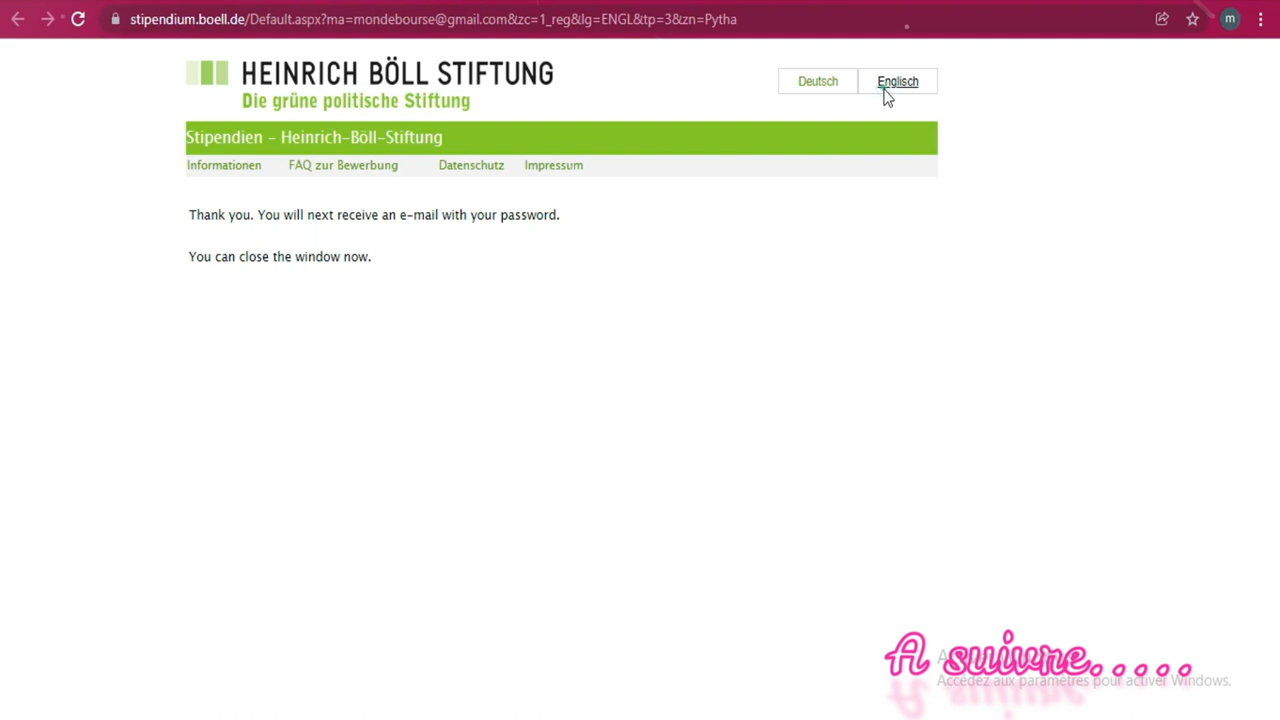 stipendium.boell.de/Default.aspx?ma=mondebourse@gmail.com&zc=1_reg&lg=ENGL&tp=3&zn=Pytha
m
HEINRICH BÖLL STIFTUNG
Die grüne politische Stiftung
Deutsch Englisch
Stipendien - Heinrich-Böll-Stiftung
Informationen FAQ zur Bewerbung Datenschutz Impressum
Thank you. You will next receive an e-mail with your password.
You can close the window now.
A suivre.....
Accédez aux paramètres pour activer Windows.